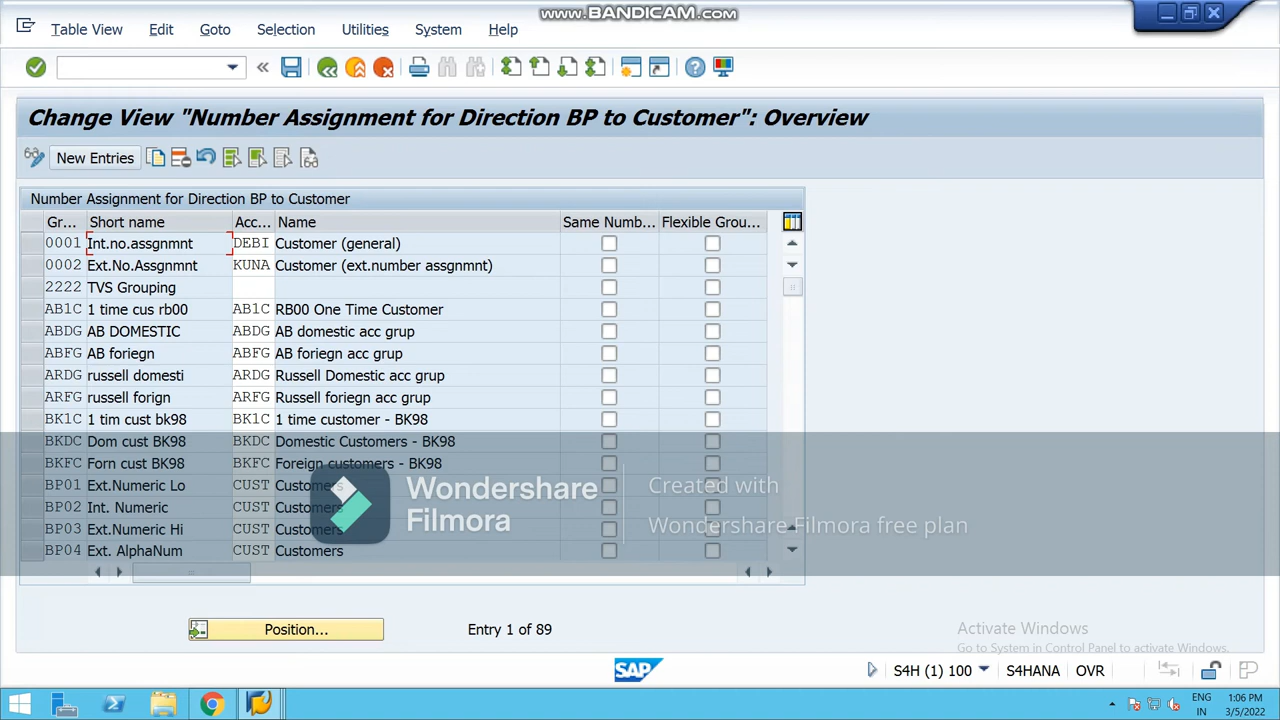 www.BANDICAM.com
Table View Edit Goto Selection Utilities System Help
Change View "Number Assignment for Direction BP to Customer": Overview
New Entries
Number Assignment for Direction BP to Customer
Gr... Short name Acc... Name Same Numb... Flexible Grou...
0001 Int.no.assgnmnt DEBI Customer (general)
0002 Ext.No.Assgnmnt KUNA Customer (ext.number assgnmnt)
2222 TVS Grouping
AB1C 1 time cus rb00 AB1C RB00 One Time Customer
ABDG AB DOMESTIC ABDG AB domestic acc grup
ABFG AB foriegn ABFG AB foriegn acc grup
ARDG russell domesti ARDG Russell Domestic acc grup
ARFG russell forign ARFG Russell foriegn acc grup
BK1C 1 tim cust bk98 BK1C 1 time customer - BK98
BKDC Dom cust BK98 BKDC Domestic Customers - BK98
BKFC Forn cust BK98 BKFC Foreign customers - BK98
BP01 Ext.Numeric Lo CUST Customers
BP02 Int. Numeric CUST Customers
BP03 Ext.Numeric Hi CUST Customers
BP04 Ext. AlphaNum CUST Customers
Wondershare
Filmora
Created with
Wondershare Filmora free plan
Position... Entry 1 of 89
Activate Windows
Go to System in Control Panel to activate Windows.
SAP S4H (1) 100 S4HANA OVR
ENG 1:06 PM
IN 3/5/2022